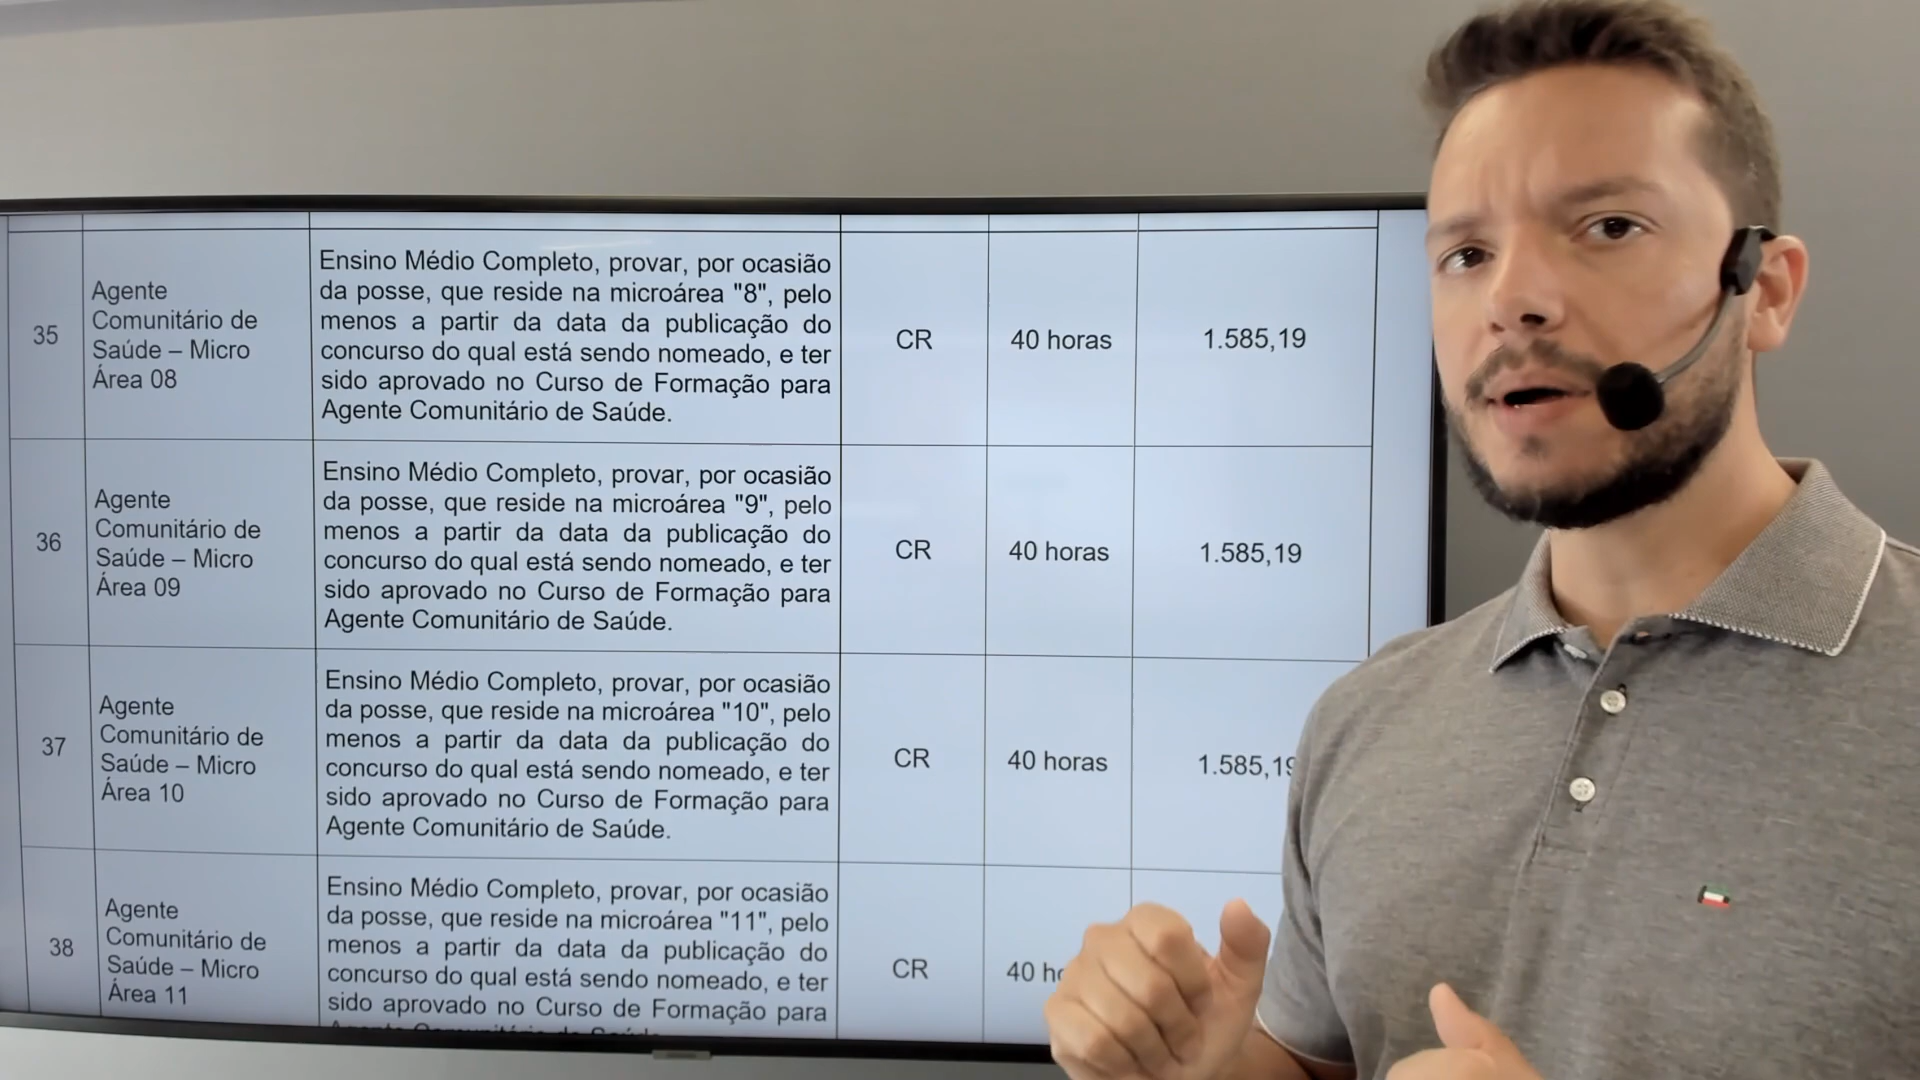 35
Agente
Comunitário de
Saúde – Micro
Área 08
Ensino Médio Completo, provar, por ocasião
da posse, que reside na microárea "8", pelo
menos a partir da data da publicação do
concurso do qual está sendo nomeado, e ter
sido aprovado no Curso de Formação para
Agente Comunitário de Saúde.
CR
40 horas
1.585,19
36
Agente
Comunitário de
Saúde – Micro
Área 09
Ensino Médio Completo, provar, por ocasião
da posse, que reside na microárea "9", pelo
menos a partir da data da publicação do
concurso do qual está sendo nomeado, e ter
sido aprovado no Curso de Formação para
Agente Comunitário de Saúde.
CR
40 horas
1.585,19
37
Agente
Comunitário de
Saúde – Micro
Área 10
Ensino Médio Completo, provar, por ocasião
da posse, que reside na microárea "10", pelo
menos a partir da data da publicação do
concurso do qual está sendo nomeado, e ter
sido aprovado no Curso de Formação para
Agente Comunitário de Saúde.
CR
40 horas
1.585,19
38
Agente
Comunitário de
Saúde – Micro
Área 11
Ensino Médio Completo, provar, por ocasião
da posse, que reside na microárea "11", pelo
menos a partir da data da publicação do
concurso do qual está sendo nomeado, e ter
sido aprovado no Curso de Formação para
Agente Comunitário de Saúde.
CR
40 ho